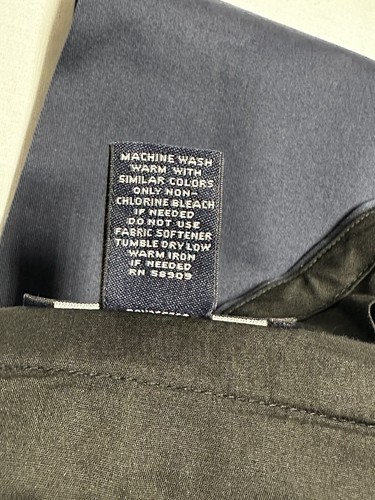 MACHINE WASH
WARM WITH
SIMILAR COLORS
ONLY NON-
CHLORINE BLEACH
IF NEEDED
DO NOT USE
FABRIC SOFTENER
TUMBLE DRY LOW
WARM IRON
IF NEEDED
RN 58909